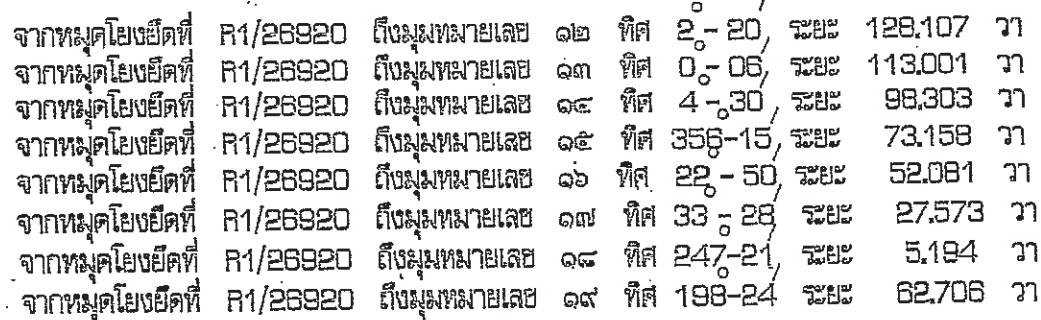 จากหมุดโยงยึดที่ R1/26920 ถึงมุมหมายเลข ๑๒ ทิศ 2°- 20', ระยะ 128.107 วา
จากหมุดโยงยึดที่ R1/26920 ถึงมุมหมายเลข ๑๓ ทิศ 0°- 06', ระยะ 113.001 วา
จากหมุดโยงยึดที่ R1/26920 ถึงมุมหมายเลข ๑๔ ทิศ 4°- 30', ระยะ 98.303 วา
จากหมุดโยงยึดที่ R1/26920 ถึงมุมหมายเลข ๑๕ ทิศ 356°-15', ระยะ 73.158 วา
จากหมุดโยงยึดที่ R1/26920 ถึงมุมหมายเลข ๑๖ ทิศ 22°- 50', ระยะ 52.081 วา
จากหมุดโยงยึดที่ R1/26920 ถึงมุมหมายเลข ๑๗ ทิศ 33°- 28', ระยะ 27.573 วา
จากหมุดโยงยึดที่ R1/26920 ถึงมุมหมายเลข ๑๘ ทิศ 247°-21', ระยะ 5.194 วา
จากหมุดโยงยึดที่ R1/26920 ถึงมุมหมายเลข ๑๙ ทิศ 198°-24' ระยะ 62.706 วา